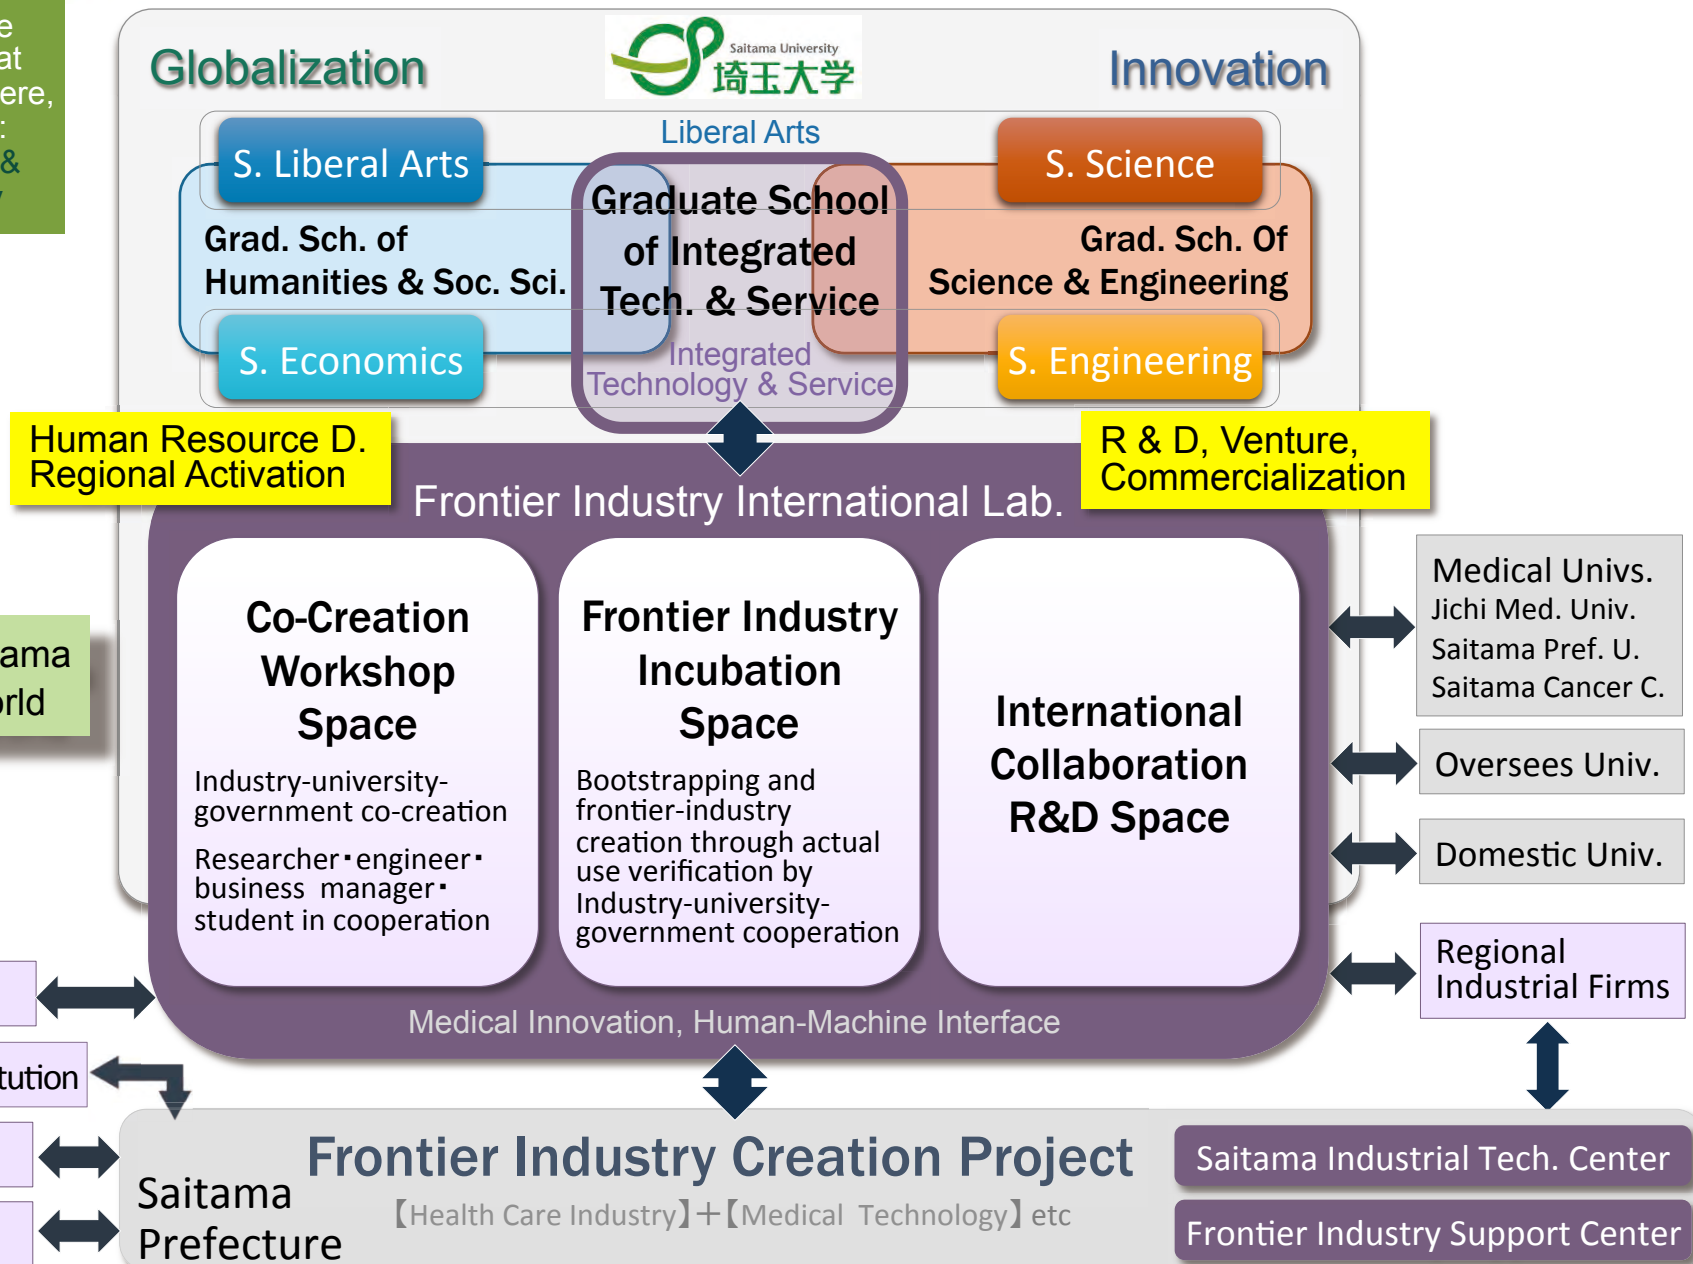 at
&
Globalization
Saitama University
埼玉大学
Innovation
Liberal Arts
S. Liberal Arts
S. Science
Grad. Sch. of
Humanities & Soc. Sci.
Graduate School
of Integrated
Tech. & Service
Grad. Sch. Of
Science & Engineering
S. Economics
Integrated
Technology & Service
S. Engineering
Human Resource D.
Regional Activation
R & D, Venture,
Commercialization
Frontier Industry International Lab.
Co-Creation
Workshop
Space
Industry-university-
government co-creation
Researcher・engineer・
business manager・
student in cooperation
Frontier Industry
Incubation
Space
Bootstrapping and
frontier-industry
creation through actual
use verification by
Industry-university-
government cooperation
International
Collaboration
R&D Space
Medical Univs.
Jichi Med. Univ.
Saitama Pref. U.
Saitama Cancer C.
Oversees Univ.
Domestic Univ.
Regional
Industrial Firms
Medical Innovation, Human-Machine Interface
Frontier Industry Creation Project
Saitama
Prefecture
【Health Care Industry】＋【Medical Technology】 etc
Saitama Industrial Tech. Center
Frontier Industry Support Center